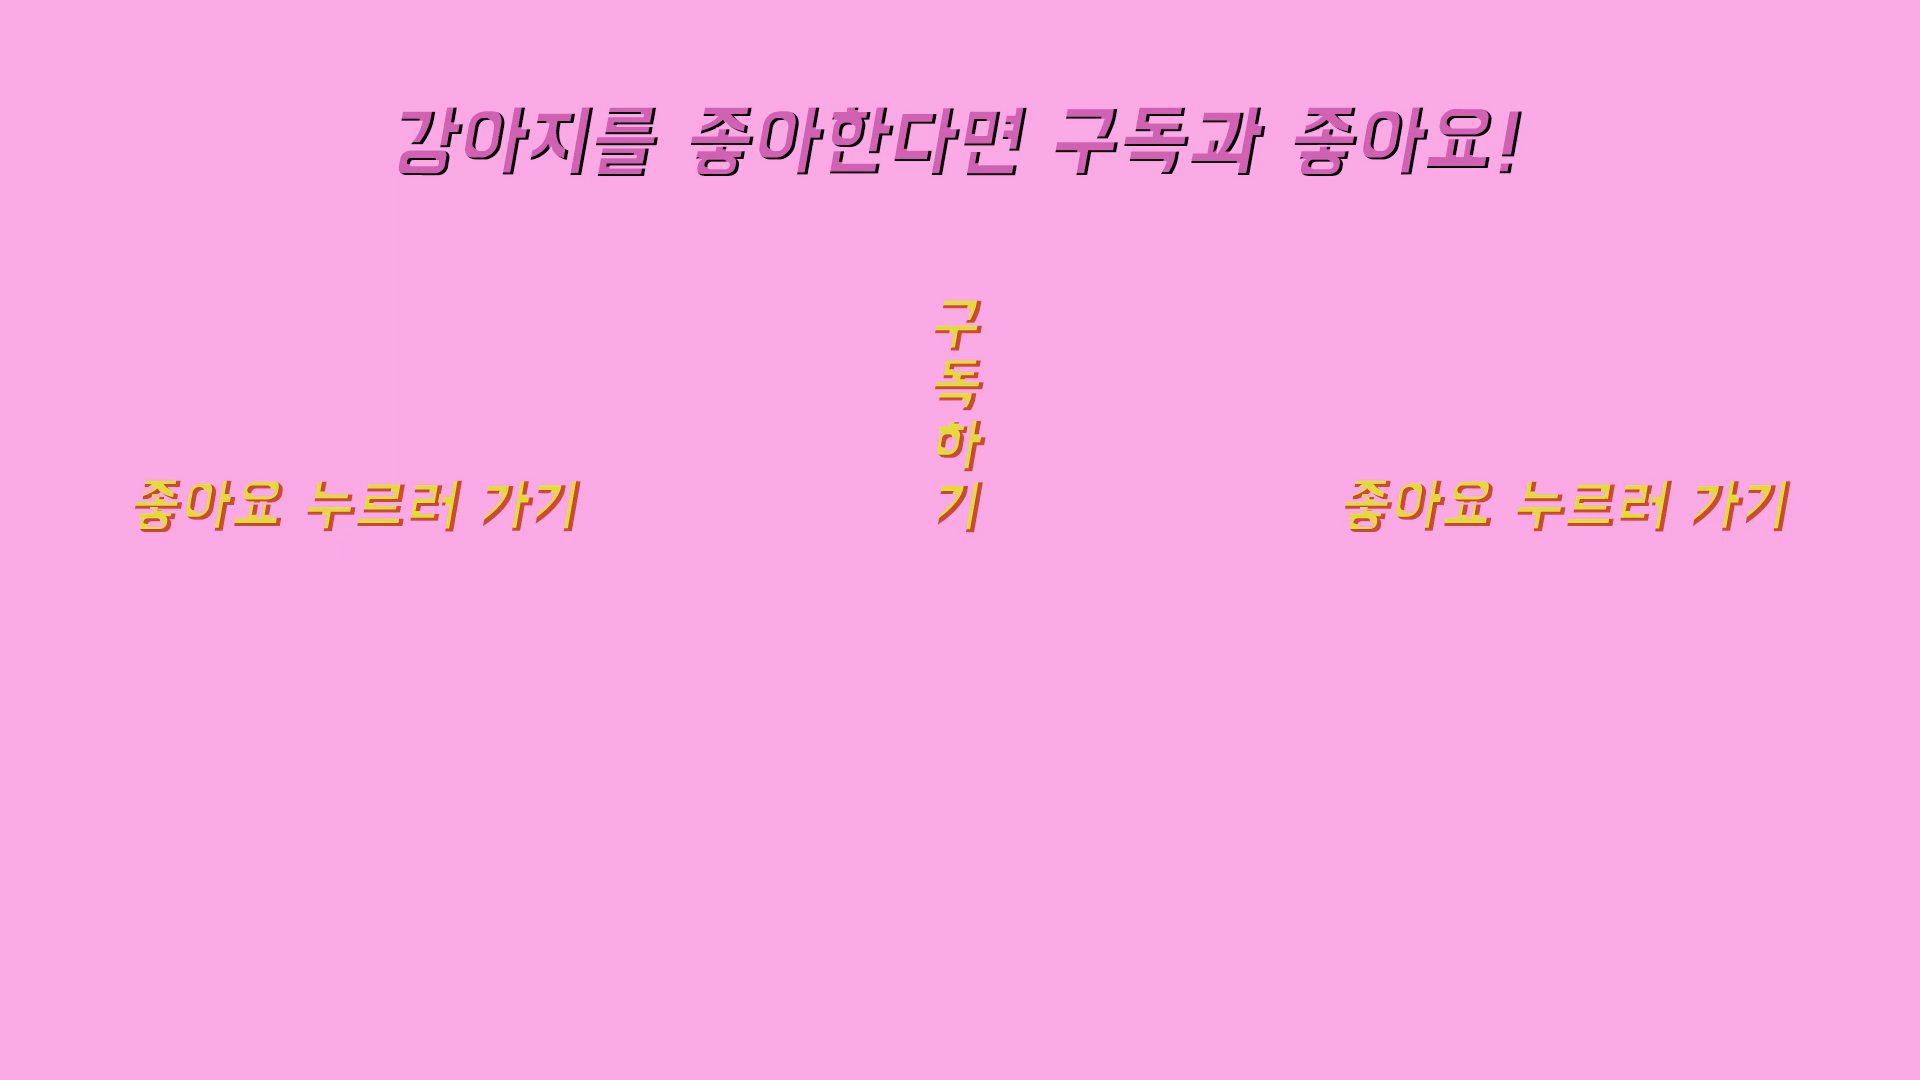 강아지를 좋아한다면 구독과 좋아요!
구
독
하
기
좋아요 누르러 가기
좋아요 누르러 가기